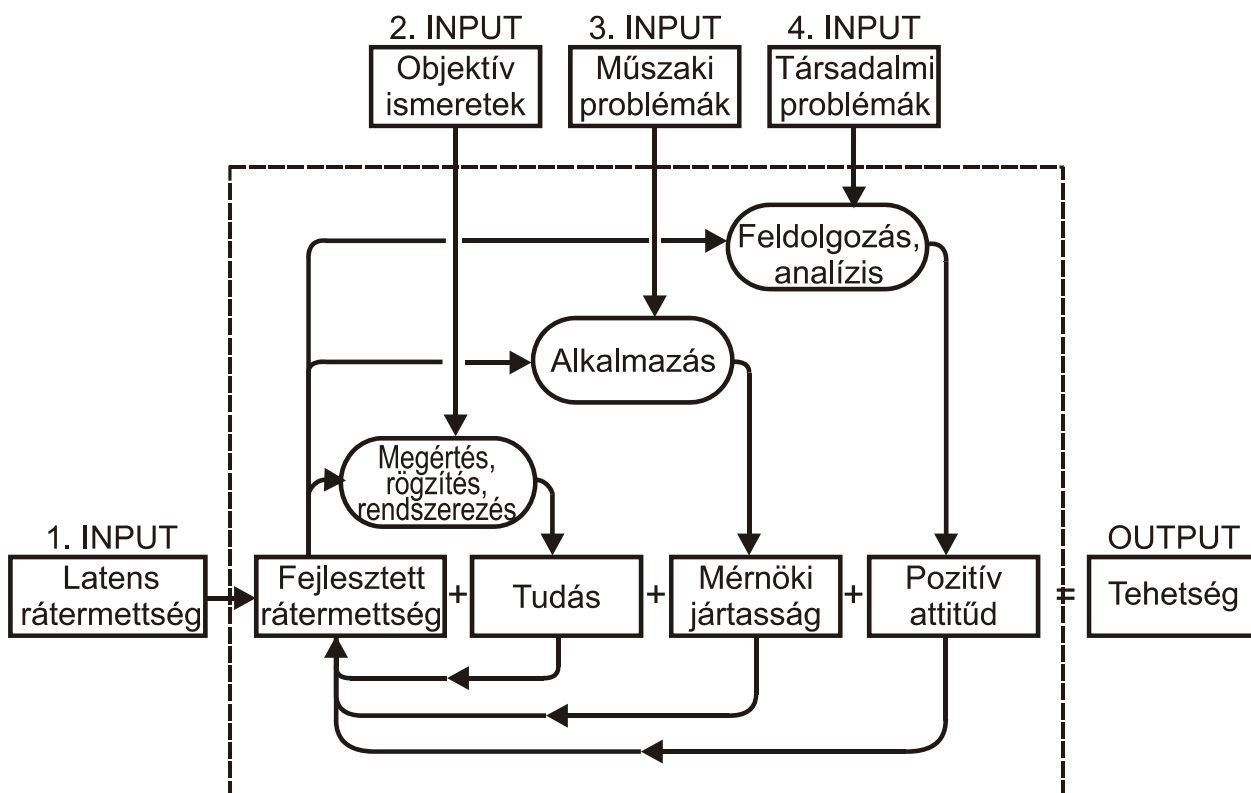 2. INPUT
3. INPUT
4. INPUT
Objektív
ismeretek
Műszaki
problémák
Társadalmi
problémák
Feldolgozás,
analízis
Alkalmazás
Megértés,
rögzítés,
rendszerezés
1. INPUT
OUTPUT
Latens
rátermettség
Fejlesztett
rátermettség
+
Tudás
+
Mérnöki
jártasság
+
Pozitív
attitűd
=
Tehetség